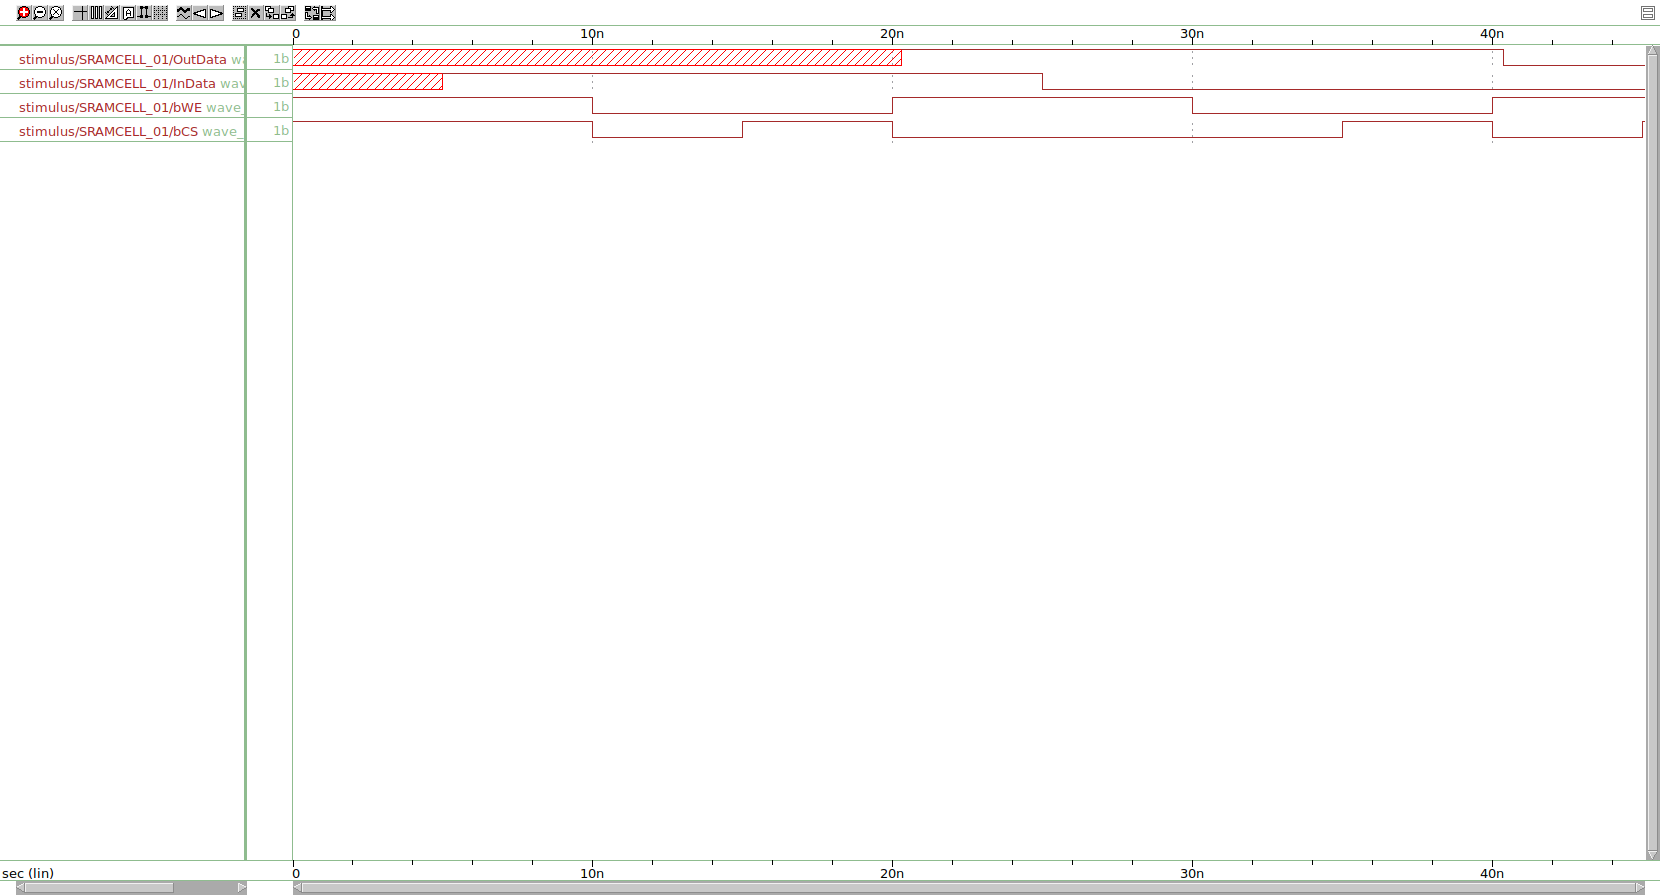 0 10n 20n 30n 40n
stimulus/SRAMCELL_01/OutData 1b
stimulus/SRAMCELL_01/InData 1b
stimulus/SRAMCELL_01/bWE wave_ 1b
stimulus/SRAMCELL_01/bCS wave_ 1b
sec (lin) 0 10n 20n 30n 40n